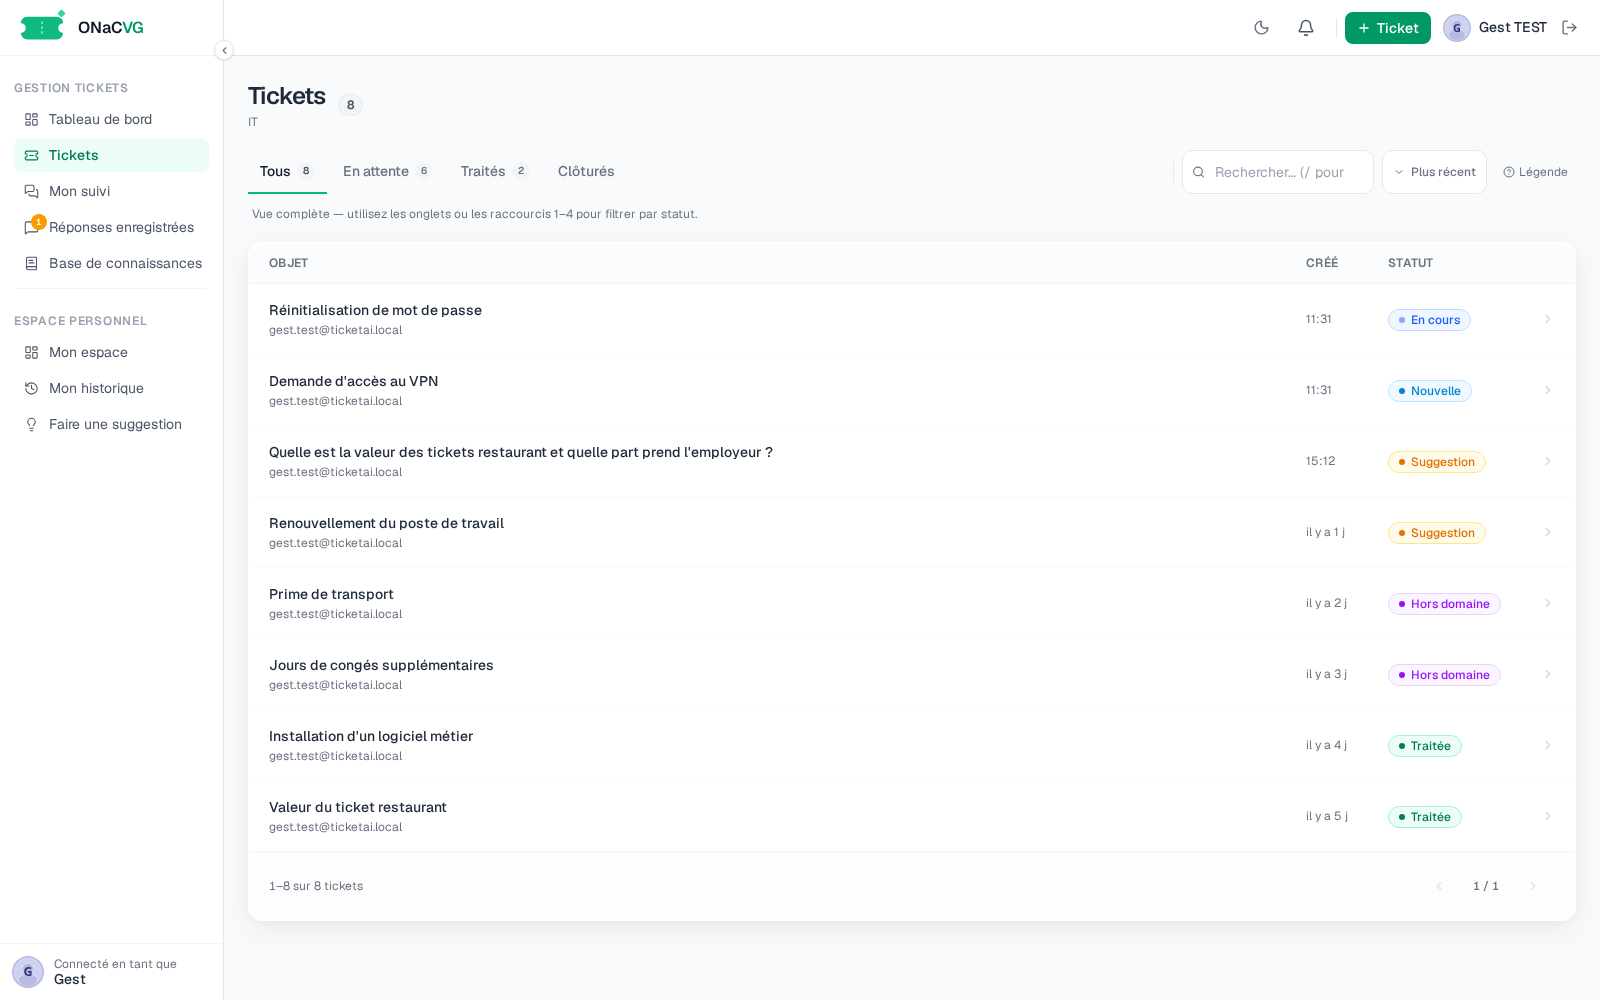 ONaCVG
+ Ticket
G
Gest TEST
GESTION TICKETS
Tableau de bord
Tickets
Mon suivi
1
Réponses enregistrées
Base de connaissances
ESPACE PERSONNEL
Mon espace
Mon historique
Faire une suggestion
G
Connecté en tant que
Gest
Tickets 8
IT
Tous 8 En attente 6 Traités 2 Clôturés
Rechercher... (/ pour
Plus récent
Légende
Vue complète — utilisez les onglets ou les raccourcis 1–4 pour filtrer par statut.
OBJET CRÉÉ STATUT
Réinitialisation de mot de passe
gest.test@ticketai.local
11:31 En cours
Demande d'accès au VPN
gest.test@ticketai.local
11:31 Nouvelle
Quelle est la valeur des tickets restaurant et quelle part prend l'employeur ?
gest.test@ticketai.local
15:12 Suggestion
Renouvellement du poste de travail
gest.test@ticketai.local
il y a 1 j Suggestion
Prime de transport
gest.test@ticketai.local
il y a 2 j Hors domaine
Jours de congés supplémentaires
gest.test@ticketai.local
il y a 3 j Hors domaine
Installation d'un logiciel métier
gest.test@ticketai.local
il y a 4 j Traitée
Valeur du ticket restaurant
gest.test@ticketai.local
il y a 5 j Traitée
1–8 sur 8 tickets
1 / 1